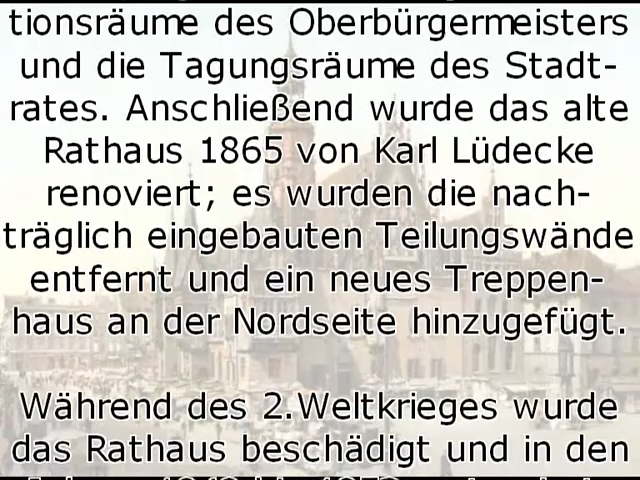 tionsräume des Oberbürgermeisters
und die Tagungsräume des Stadt-
rates. Anschließend wurde das alte
Rathaus 1865 von Karl Lüdecke
renoviert; es wurden die nach-
träglich eingebauten Teilungswände
entfernt und ein neues Treppen-
haus an der Nordseite hinzugefügt.
Während des 2.Weltkrieges wurde
das Rathaus beschädigt und in den